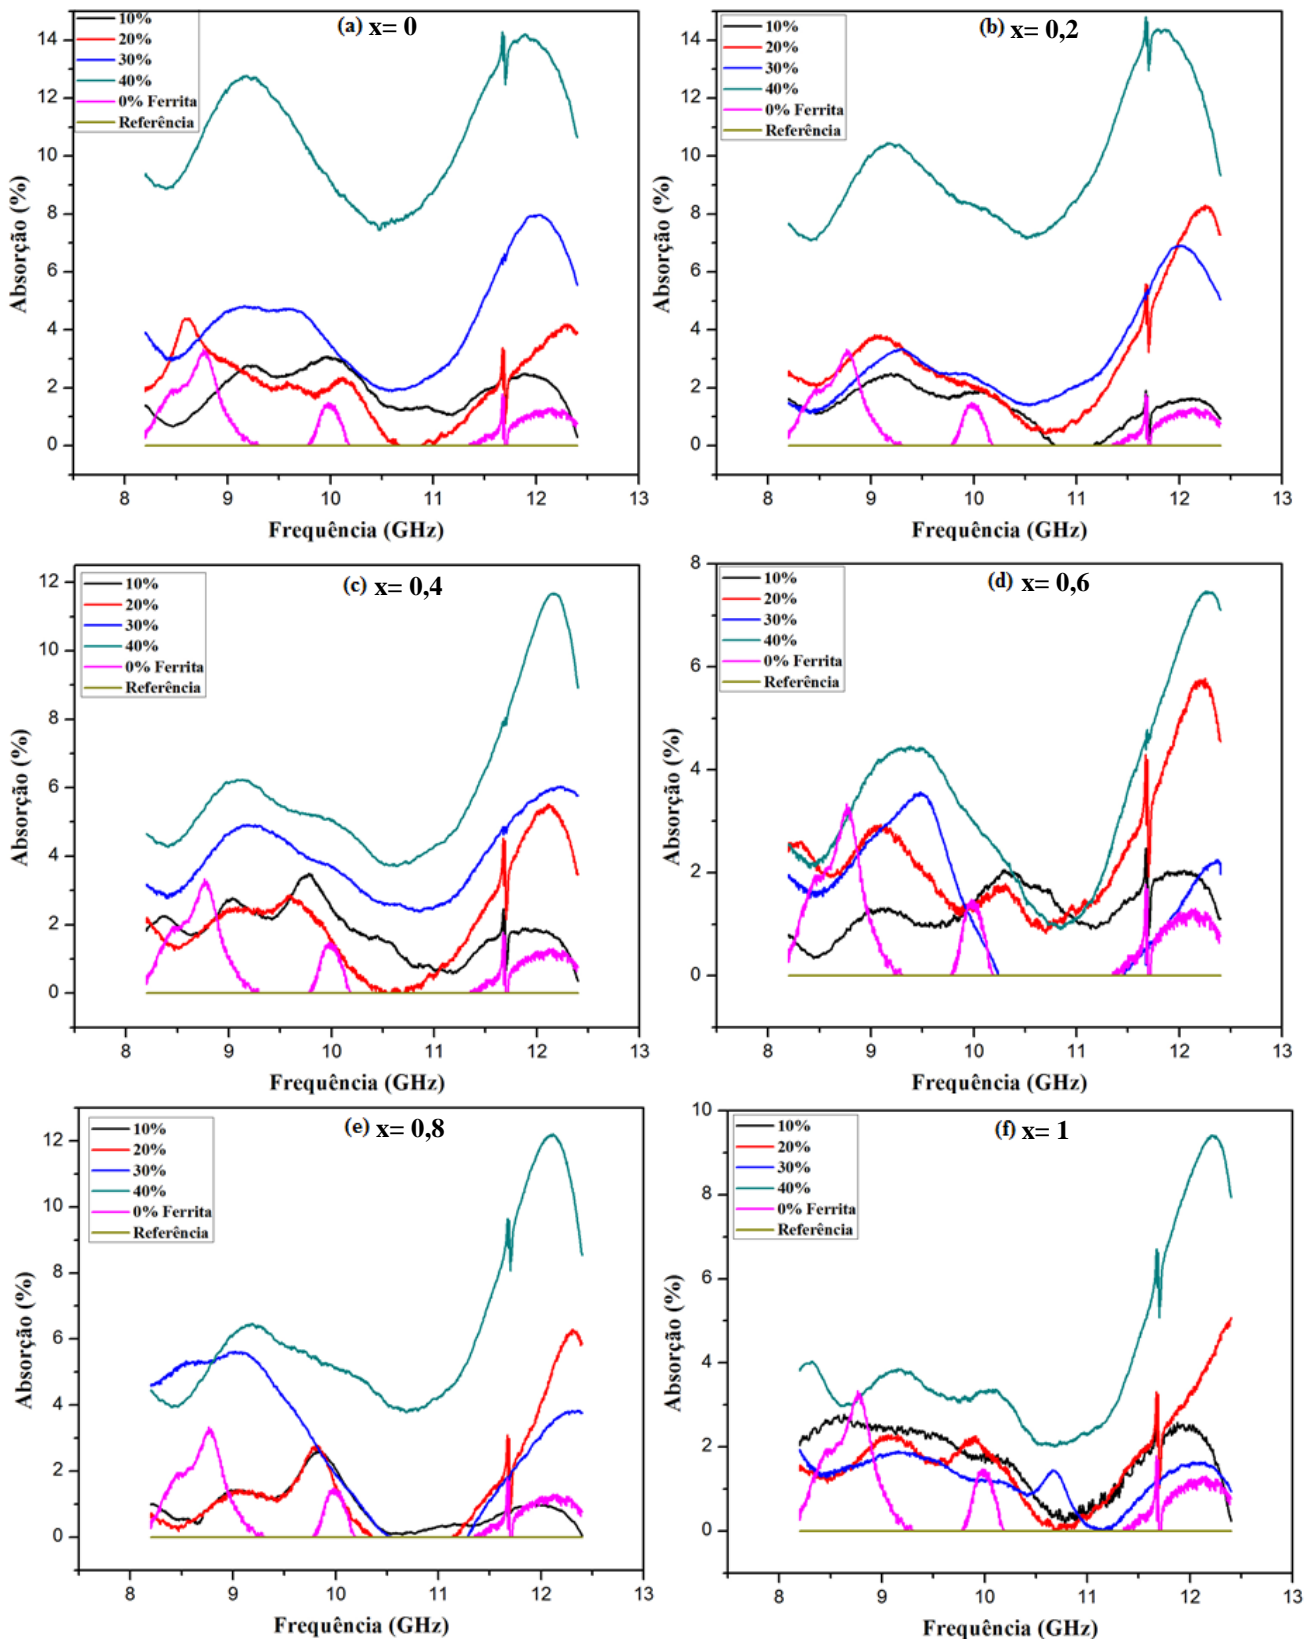 (a) x= 0
10%
20%
30%
40%
0% Ferrita
Referência
Absorção (%)
14
12
10
8
6
4
2
0
8 9 10 11 12 13
Frequência (GHz)
(b) x= 0,2
10%
20%
30%
40%
0% Ferrita
Referência
Absorção (%)
14
12
10
8
6
4
2
0
8 9 10 11 12 13
Frequência (GHz)
(c) x= 0,4
10%
20%
30%
40%
0% Ferrita
Referência
Absorção (%)
12
10
8
6
4
2
0
8 9 10 11 12 13
Frequência (GHz)
(d) x= 0,6
10%
20%
30%
40%
0% Ferrita
Referência
Absorção (%)
8
6
4
2
0
8 9 10 11 12 13
Frequência (GHz)
(e) x= 0,8
10%
20%
30%
40%
0% Ferrita
Referência
Absorção (%)
12
10
8
6
4
2
0
8 9 10 11 12 13
Frequência (GHz)
(f) x= 1
10%
20%
30%
40%
0% Ferrita
Referência
Absorção (%)
10
8
6
4
2
0
8 9 10 11 12 13
Frequência (GHz)